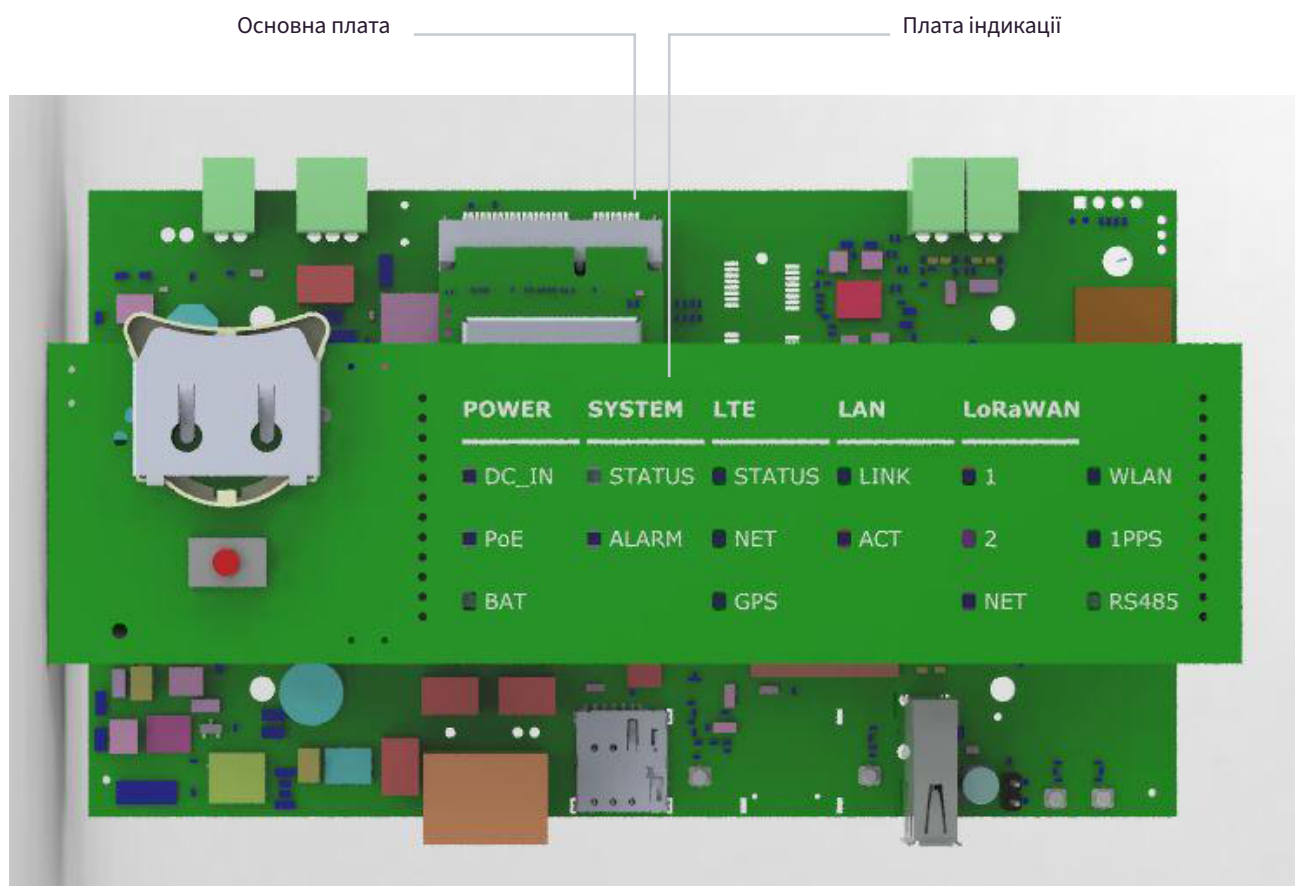 Основна плата Плата індикації
POWER SYSTEM LTE LAN LoRaWAN
DC_IN STATUS STATUS LINK 1 WLAN
PoE ALARM NET ACT 2 1PPS
BAT GPS NET RS485